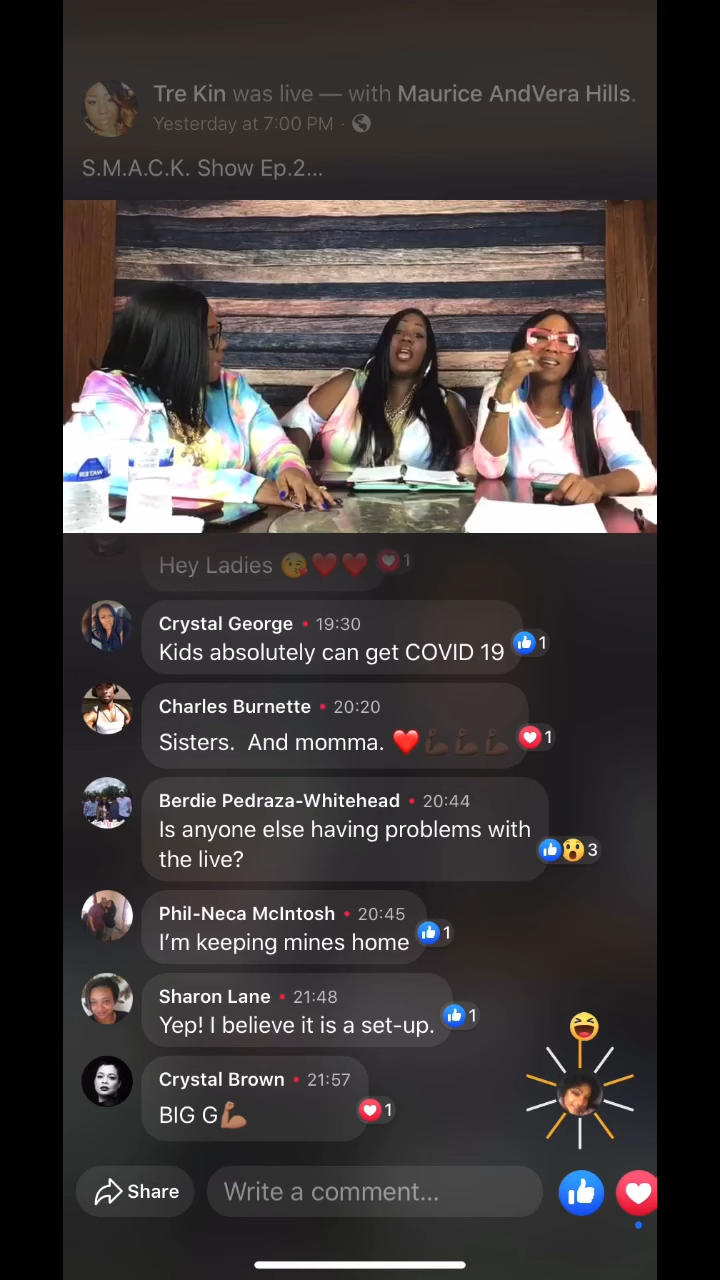 Tre Kin was live — with Maurice AndVera Hills.
Yesterday at 7:00 PM ·
S.M.A.C.K. Show Ep.2...
Hey Ladies 😘❤️❤️ 1
Crystal George • 19:30
Kids absolutely can get COVID 19 1
Charles Burnette • 20:20
Sisters.  And momma. ❤️💪🏿💪🏿💪🏿 1
Berdie Pedraza-Whitehead • 20:44
Is anyone else having problems with
the live? 3
Phil-Neca McIntosh • 20:45
I'm keeping mines home 1
Sharon Lane • 21:48
Yep! I believe it is a set-up. 1
Crystal Brown • 21:57
BIG G💪🏽 1
Share
Write a comment...